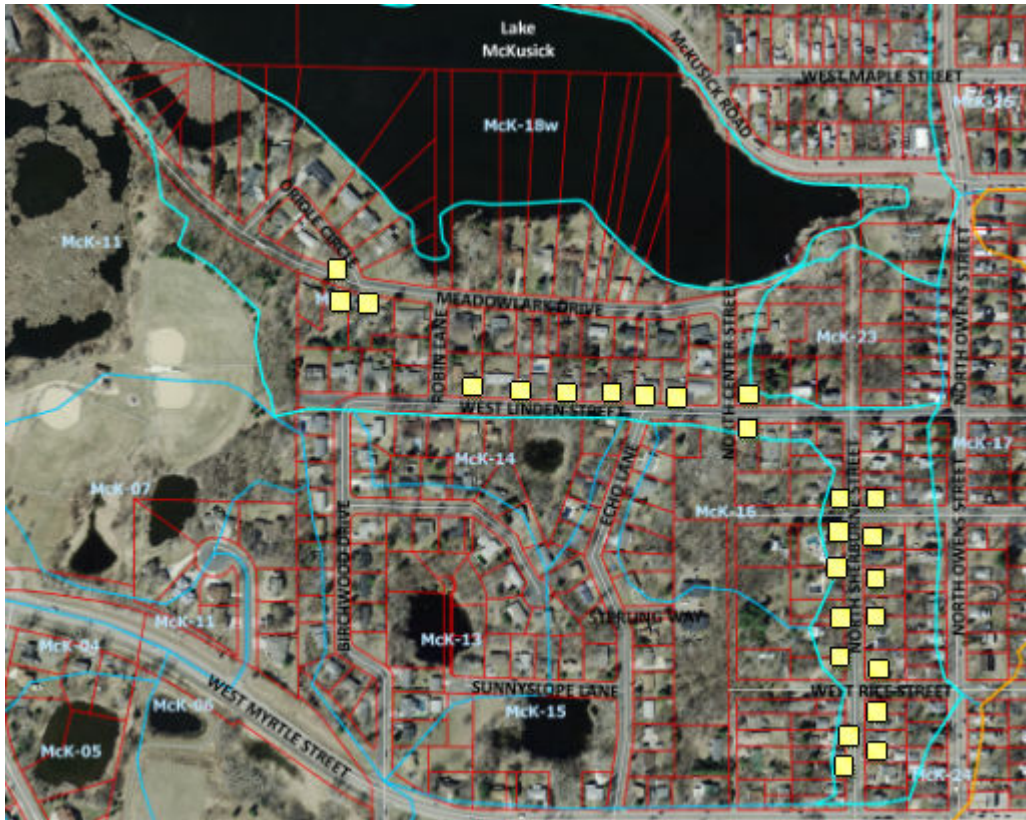 Lake
McKusick
McKUSICK ROAD
WEST MAPLE STREET
McK-18w
ORIOLE CIRCLE
McK-11
MEADOWLARK DRIVE
ROBIN LANE
NORTH CENTER STREET
McK-23
NORTH OWENS STREET
WEST LINDEN STREET
McK-14
ECHO LANE
McK-07
McK-16
NORTH SHERBURNE STREET
McK-17
NORTH OWENS STREET
BIRCHWOOD DRIVE
McK-11
McK-04
McK-13
STERLING WAY
SUNNYSLOPE LANE
WEST RICE STREET
WEST MYRTLE STREET
McK-06
McK-15
McK-05
McK-24